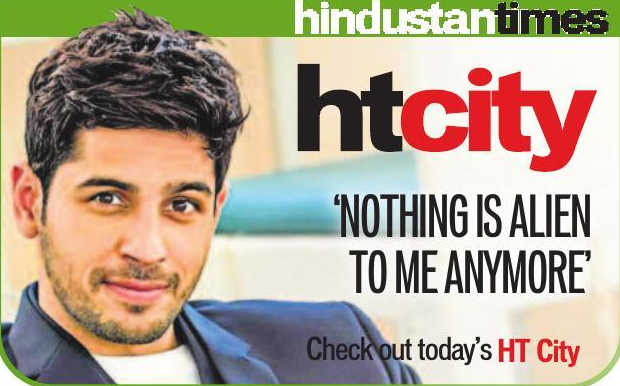 hindustantimes
htcity
‘NOTHING IS ALIEN
TO ME ANYMORE’
Check out today's HT City